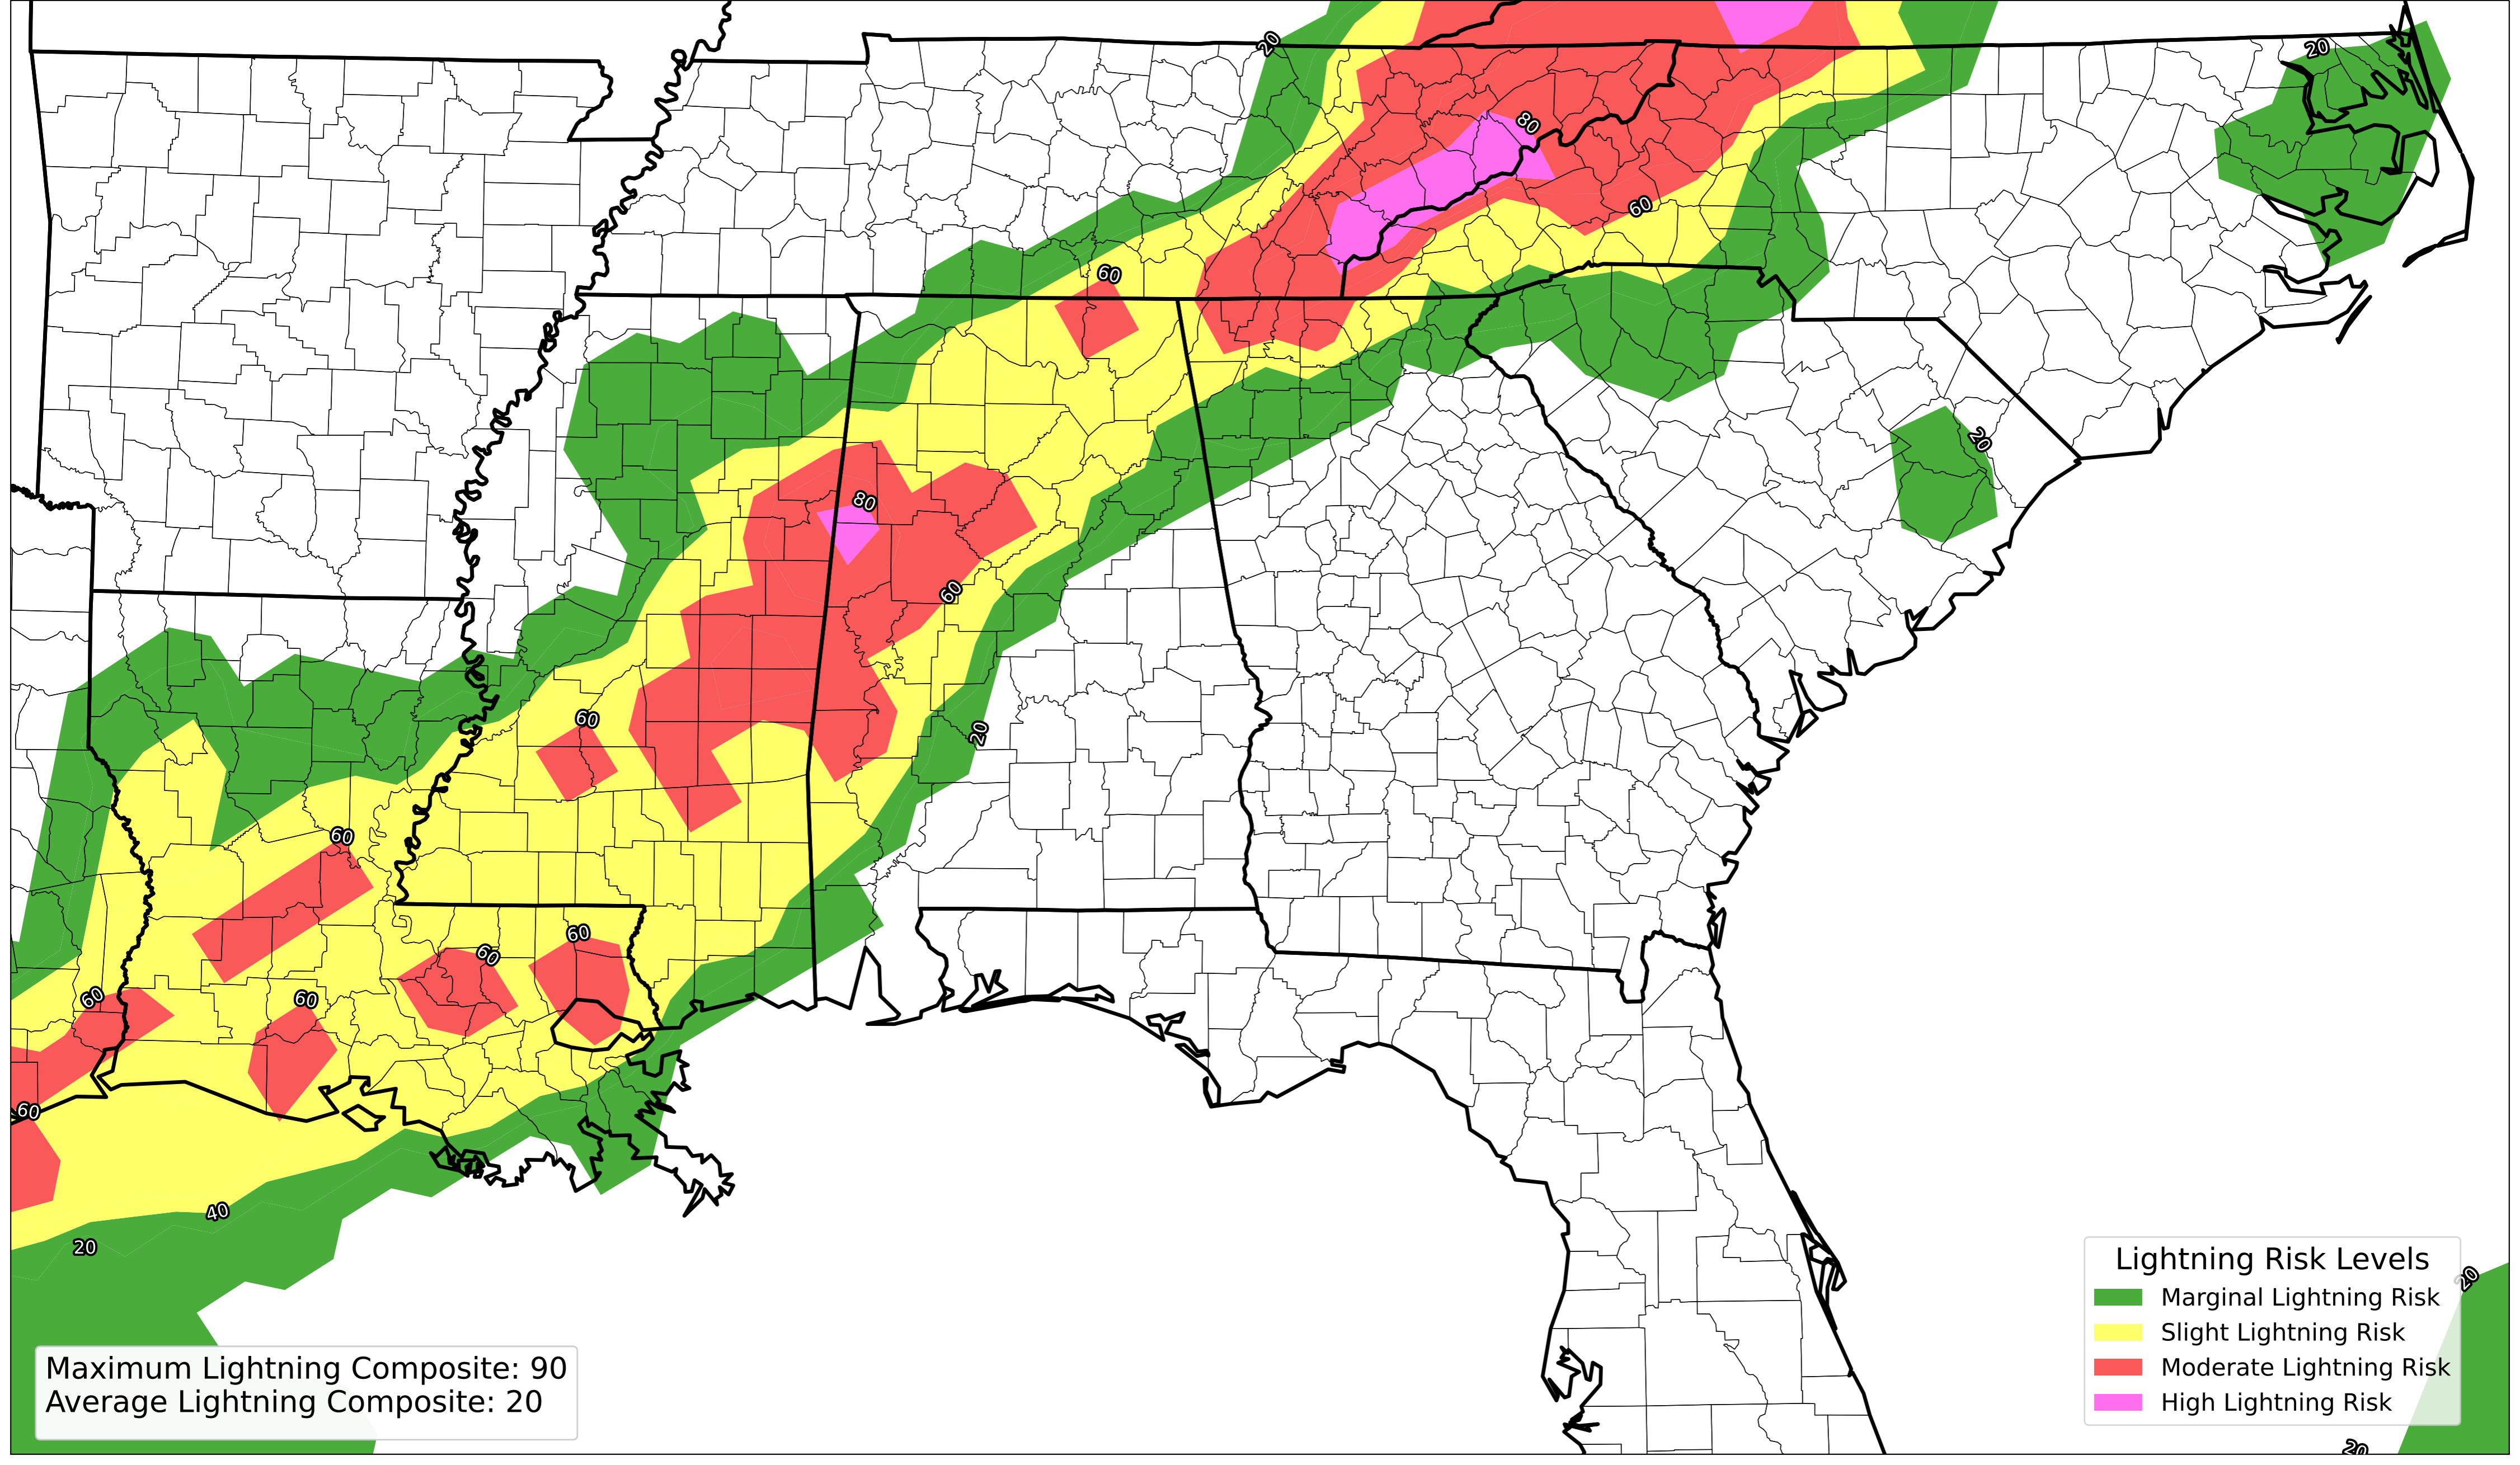 20
20
80
60
60
20
80
60
60
20
60
60
60
60
60
60
40
20
20
Lightning Risk Levels
Marginal Lightning Risk
Slight Lightning Risk
Moderate Lightning Risk
High Lightning Risk
Maximum Lightning Composite: 90
Average Lightning Composite: 20
20